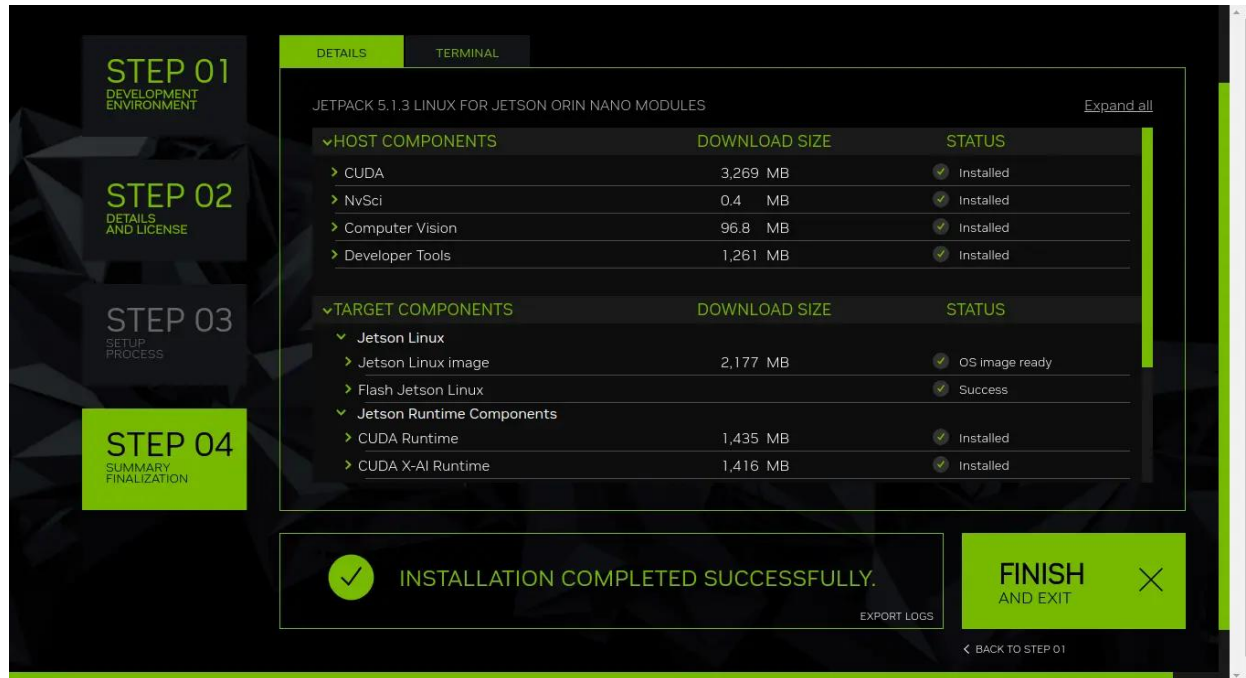 STEP 01
DEVELOPMENT
ENVIRONMENT
STEP 02
DETAILS
AND LICENSE
STEP 03
SETUP
PROCESS
STEP 04
SUMMARY
FINALIZATION
DETAILS TERMINAL
JETPACK 5.1.3 LINUX FOR JETSON ORIN NANO MODULES Expand all
HOST COMPONENTS DOWNLOAD SIZE STATUS
CUDA 3,269 MB Installed
NvSci 0.4 MB Installed
Computer Vision 96.8 MB Installed
Developer Tools 1,261 MB Installed
TARGET COMPONENTS DOWNLOAD SIZE STATUS
Jetson Linux
Jetson Linux image 2,177 MB OS image ready
Flash Jetson Linux Success
Jetson Runtime Components
CUDA Runtime 1,435 MB Installed
CUDA X-AI Runtime 1,416 MB Installed
INSTALLATION COMPLETED SUCCESSFULLY.
EXPORT LOGS
FINISH
AND EXIT
BACK TO STEP 01